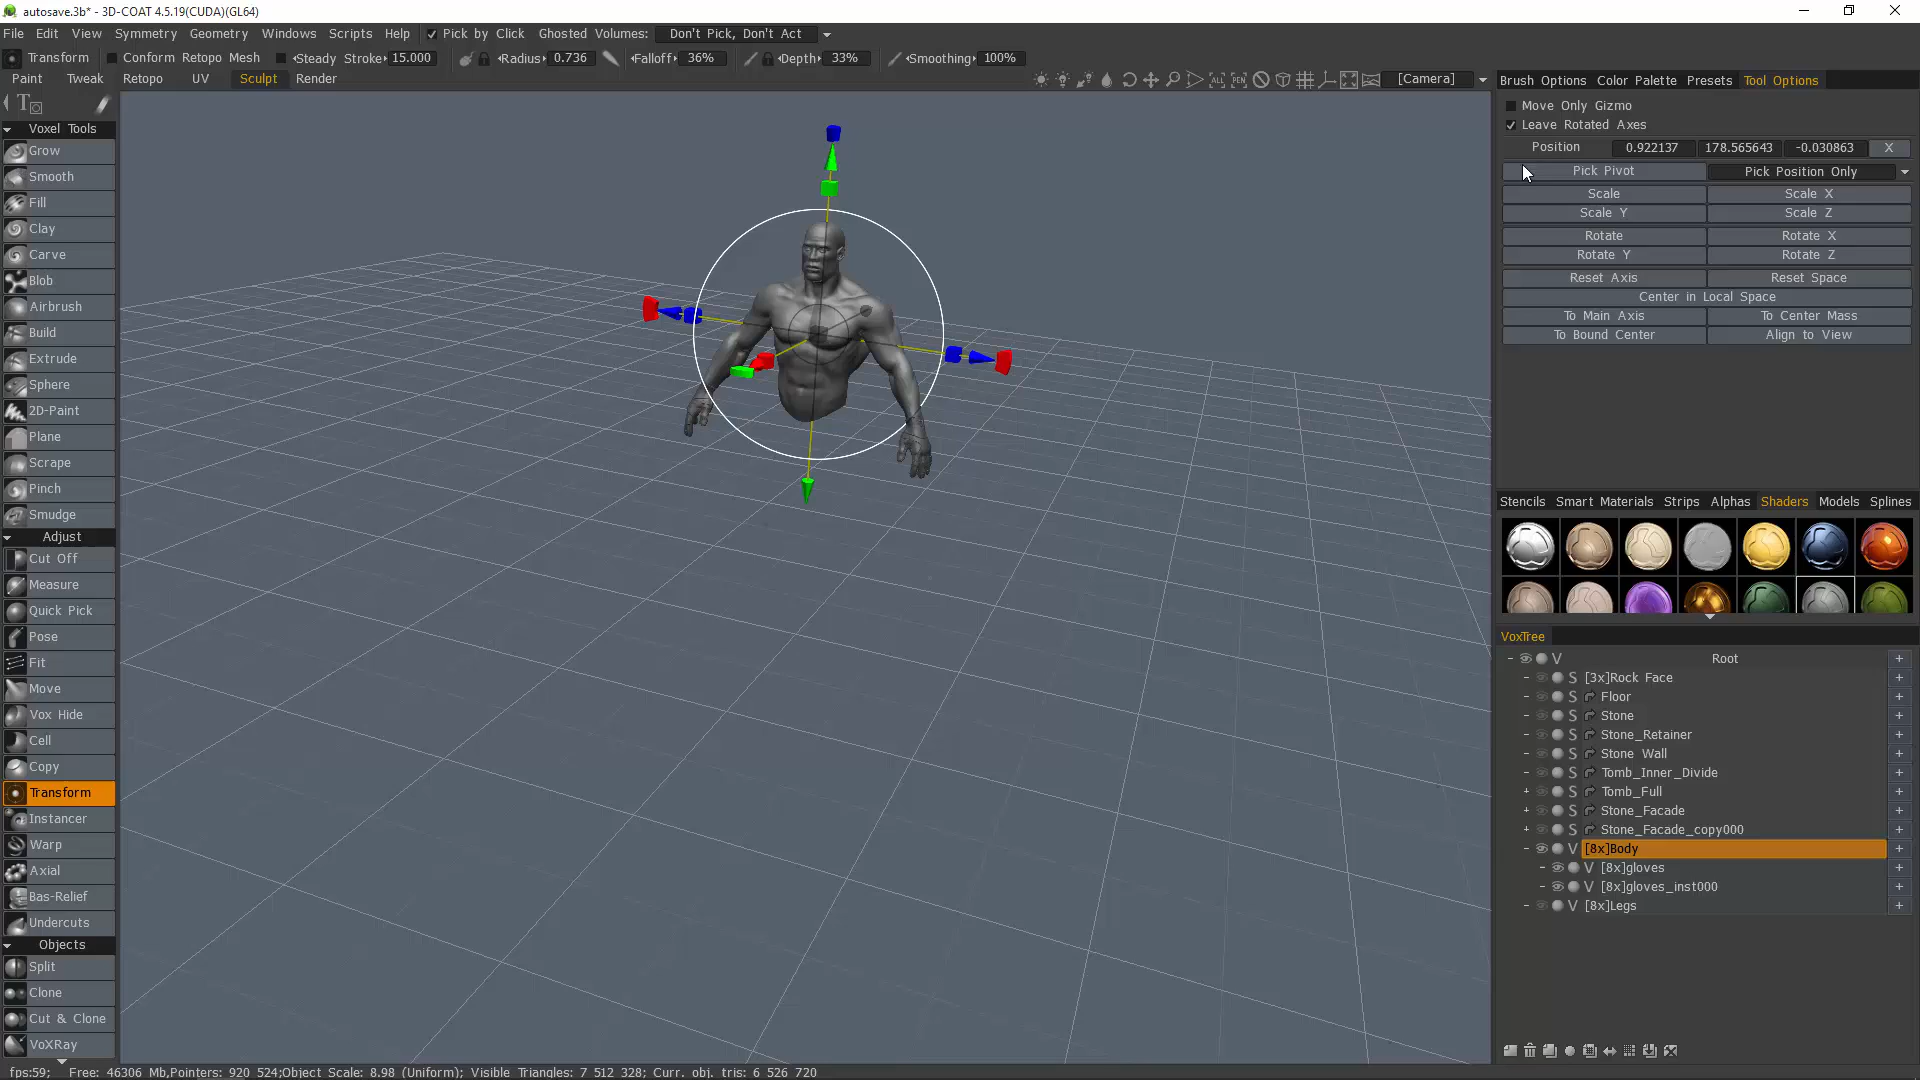 autosave.3b* - 3D-COAT 4.5.19(CUDA)(GL64)
File Edit View Symmetry Geometry Windows Scripts Help Pick by Click Ghosted Volumes: Don't Pick, Don't Act
Transform Conform Retopo Mesh Steady Stroke 15.000 Radius 0.736 Falloff 36% Depth 33% Smoothing 100%
Paint Tweak Retopo UV Sculpt Render
ALL PEN [Camera]
Brush Options Color Palette Presets Tool Options
Move Only Gizmo
Leave Rotated Axes
Position 0.922137 178.565643 -0.030863 X
Pick Pivot Pick Position Only
Scale Scale X
Scale Y Scale Z
Rotate Rotate X
Rotate Y Rotate Z
Reset Axis Reset Space
Center in Local Space
To Main Axis To Center Mass
To Bound Center Align to View
Voxel Tools
Grow
Smooth
Fill
Clay
Carve
Blob
Airbrush
Build
Extrude
Sphere
2D-Paint
Plane
Scrape
Pinch
Smudge
Adjust
Cut Off
Measure
Quick Pick
Pose
Fit
Move
Vox Hide
Cell
Copy
Transform
Instancer
Warp
Axial
Bas-Relief
Undercuts
Objects
Split
Clone
Cut & Clone
VoXRay
Stencils Smart Materials Strips Alphas Shaders Models Splines
VoxTree
V Root +
S [3x]Rock Face +
S Floor +
S Stone +
S Stone_Retainer +
S Stone Wall +
S Tomb_Inner_Divide +
S Tomb_Full +
S Stone_Facade +
S Stone_Facade_copy000 +
V [8x]Body +
V [8x]gloves +
V [8x]gloves_inst000 +
V [8x]Legs +
fps:59; Free: 46306 Mb,Pointers: 920 524;Object Scale: 8.98 (Uniform); Visible Triangles: 7 512 328; Curr. obj. tris: 6 526 720